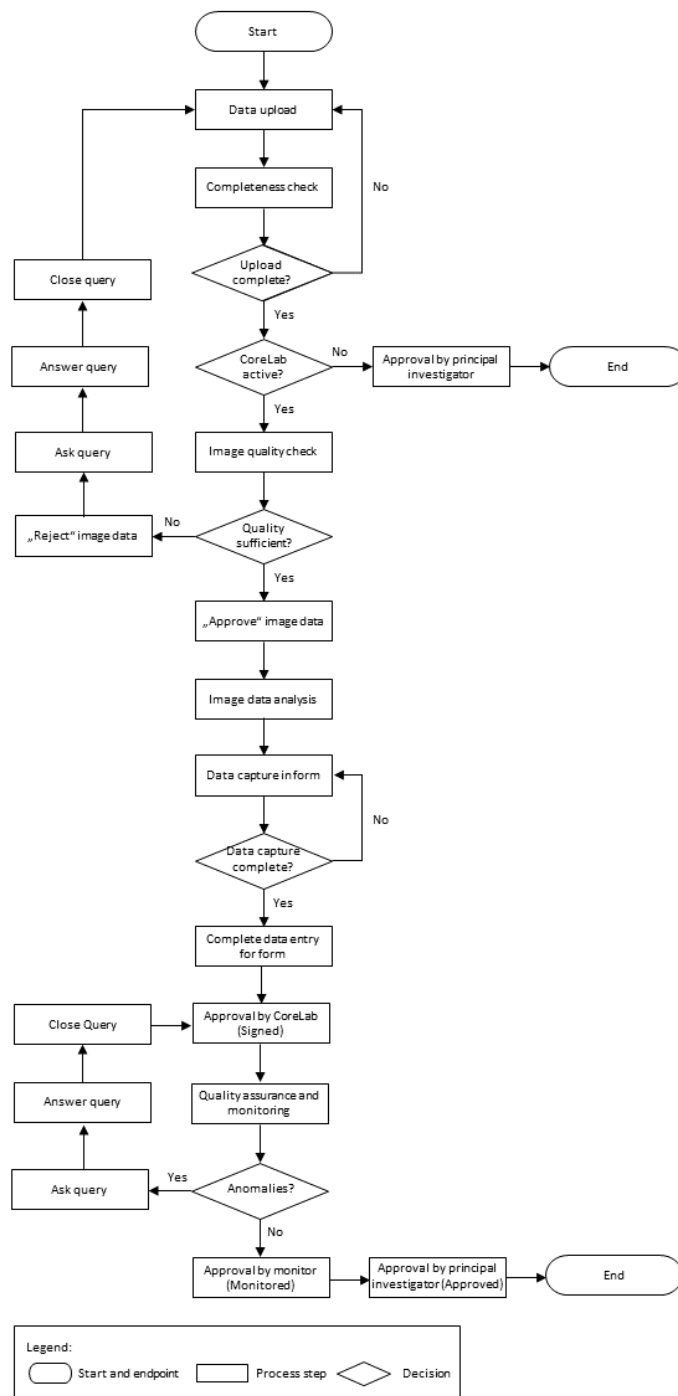 Start
Data upload
No
Completeness check
Close query
Upload
complete?
Yes
Answer query
CoreLab
active?
No
Approval by principal
investigator
End
Yes
Ask query
Image quality check
„Reject“ image data
No
Quality
sufficient?
Yes
„Approve“ image data
Image data analysis
Data capture in form
No
Data capture
complete?
Yes
Complete data entry
for form
Close Query
Approval by CoreLab
(Signed)
Answer query
Quality assurance and
monitoring
Ask query
Yes
Anomalies?
No
Approval by monitor
(Monitored)
Approval by principal
investigator (Approved)
End
Legend:
Start and endpoint
Process step
Decision